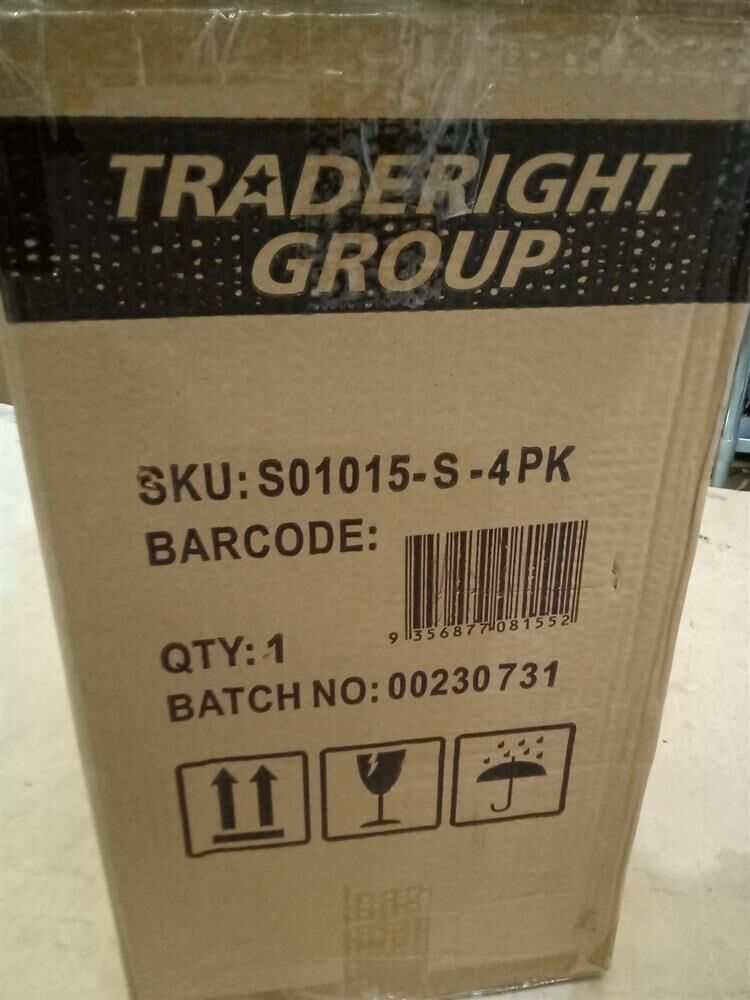 TRADERIGHT
GROUP
SKU: S01015-S-4PK
BARCODE:
9 356877 081552
QTY: 1
BATCH NO: 00230731